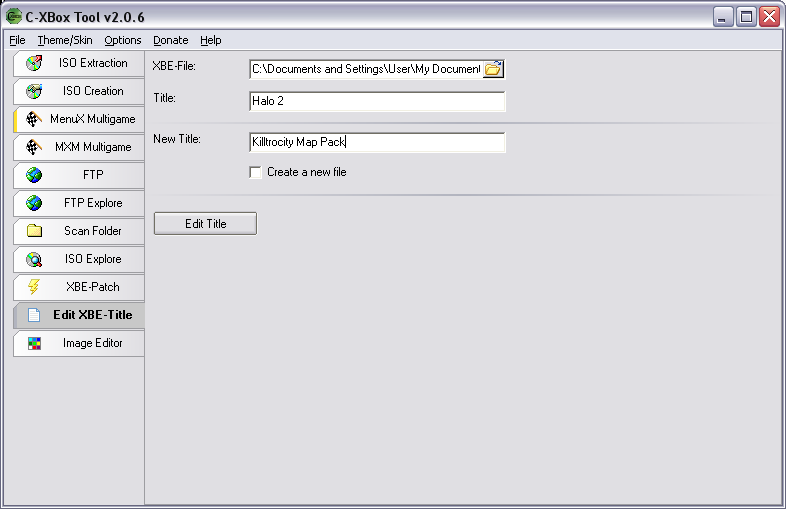 C-XBox Tool v2.0.6
File Theme/Skin Options Donate Help
ISO Extraction
ISO Creation
MenuX Multigame
MXM Multigame
FTP
FTP Explore
Scan Folder
ISO Explore
XBE-Patch
Edit XBE-Title
Image Editor
XBE-File: C:\Documents and Settings\User\My Document
Title: Halo 2
New Title: Killtrocity Map Pack
Create a new file
Edit Title